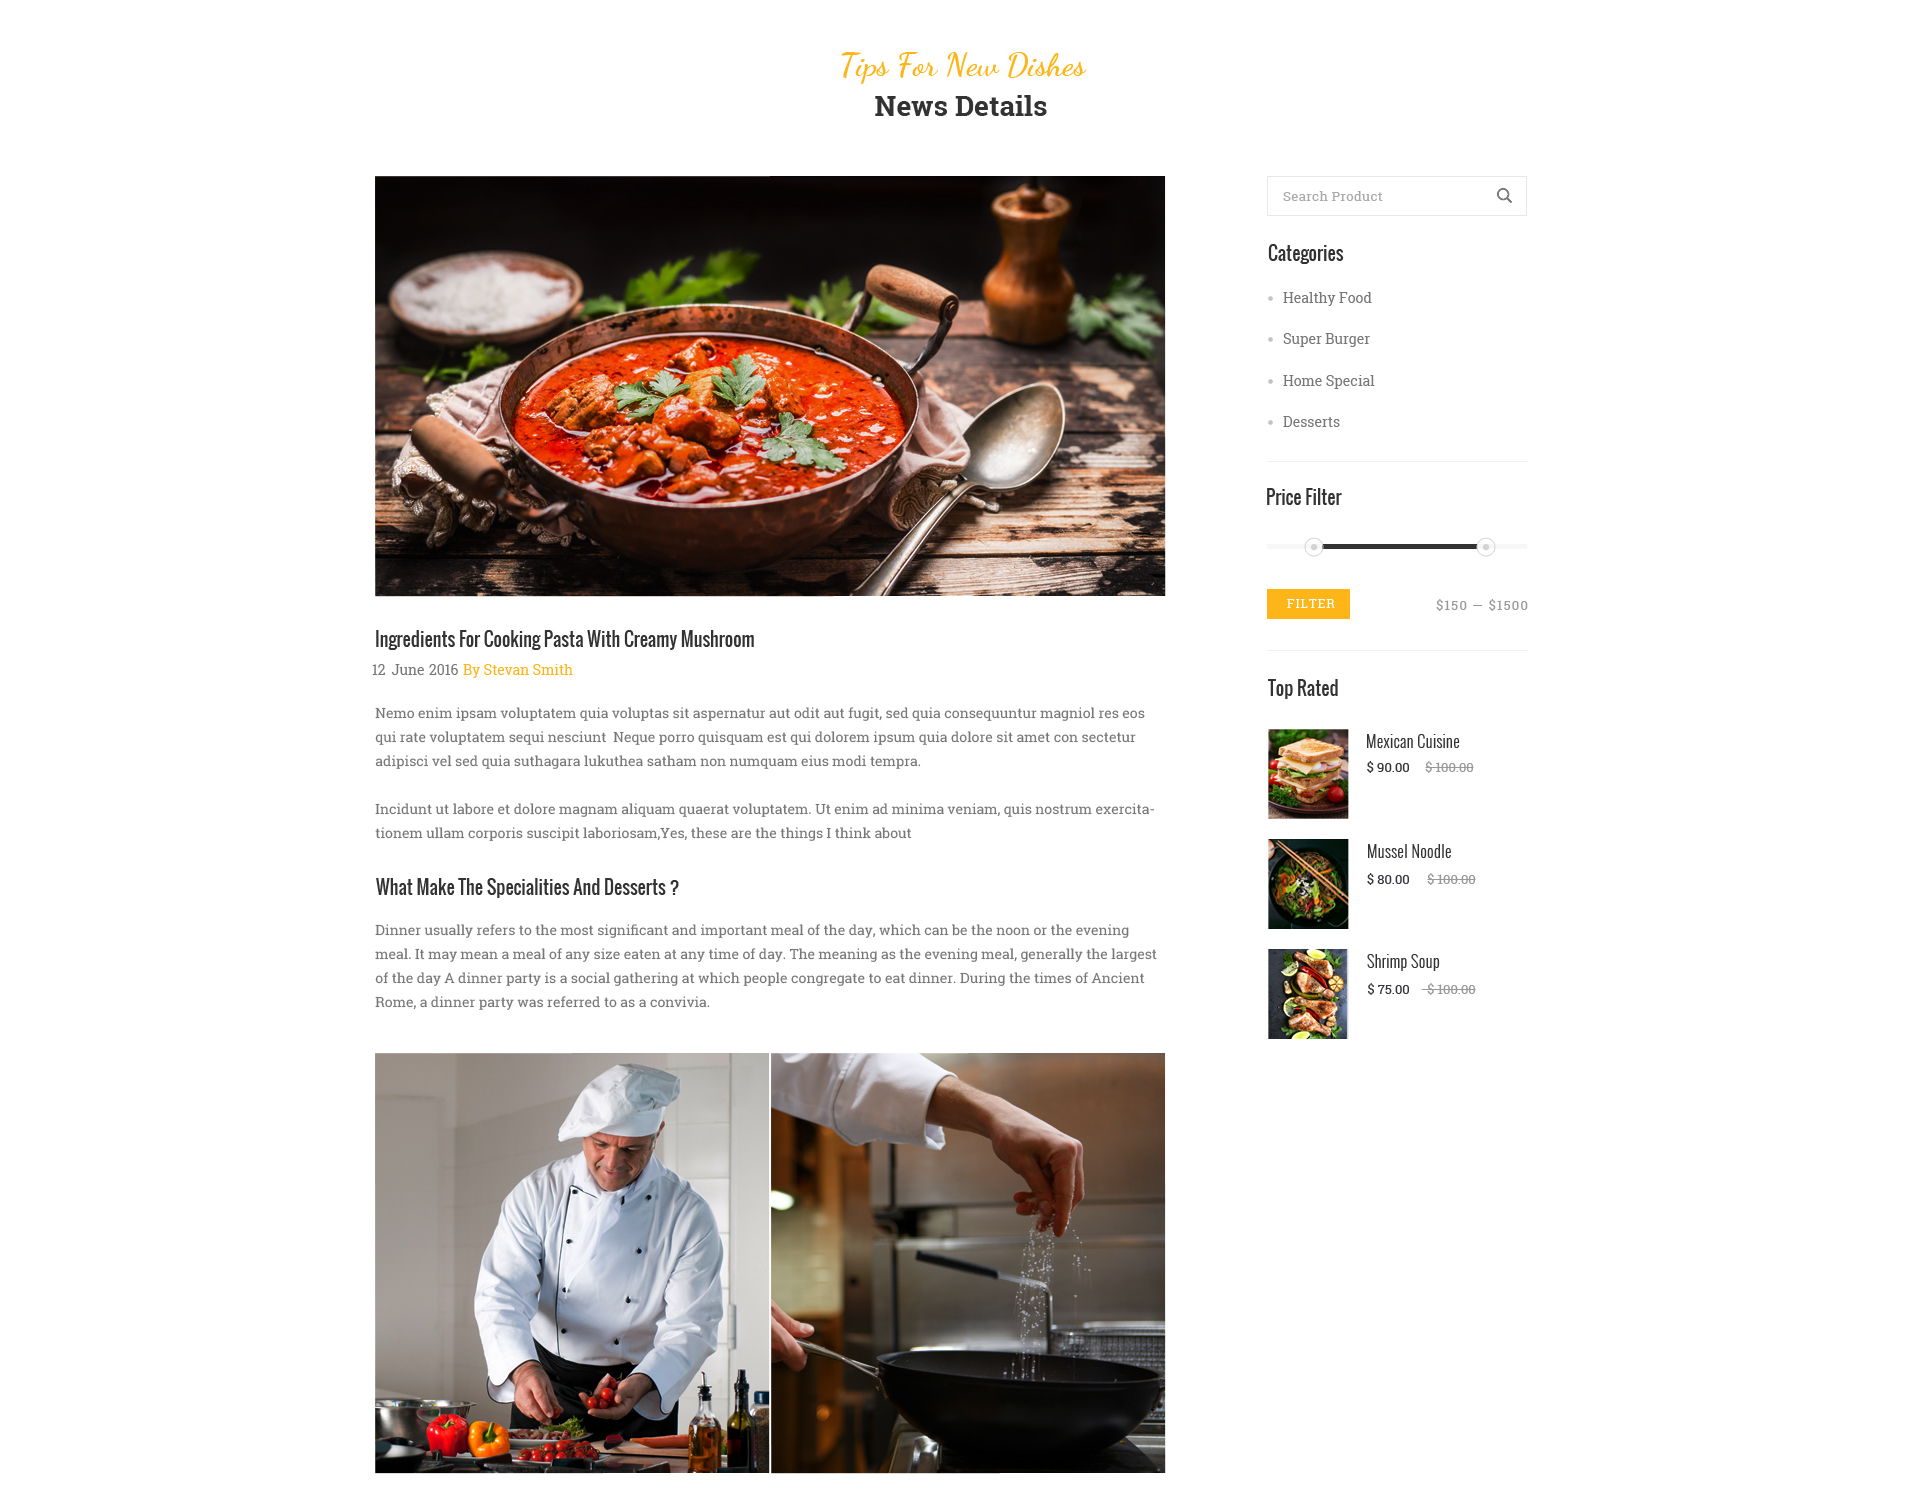 Tips For New Dishes
News Details
Search Product
Categories
Healthy Food
Super Burger
Home Special
Desserts
Price Filter
FILTER
$150 – $1500
Top Rated
Mexican Cuisine
$ 90.00 $ 100.00
Mussel Noodle
$ 80.00 $ 100.00
Shrimp Soup
$ 75.00 $ 100.00
Ingredients For Cooking Pasta With Creamy Mushroom
12 June 2016 By Stevan Smith
Nemo enim ipsam voluptatem quia voluptas sit aspernatur aut odit aut fugit, sed quia consequuntur magniol res eos
qui rate voluptatem sequi nesciunt Neque porro quisquam est qui dolorem ipsum quia dolore sit amet con sectetur
adipisci vel sed quia suthagara lukuthea satham non numquam eius modi tempra.
Incidunt ut labore et dolore magnam aliquam quaerat voluptatem. Ut enim ad minima veniam, quis nostrum exercita-
tionem ullam corporis suscipit laboriosam,Yes, these are the things I think about
What Make The Specialities And Desserts ?
Dinner usually refers to the most significant and important meal of the day, which can be the noon or the evening
meal. It may mean a meal of any size eaten at any time of day. The meaning as the evening meal, generally the largest
of the day A dinner party is a social gathering at which people congregate to eat dinner. During the times of Ancient
Rome, a dinner party was referred to as a convivia.